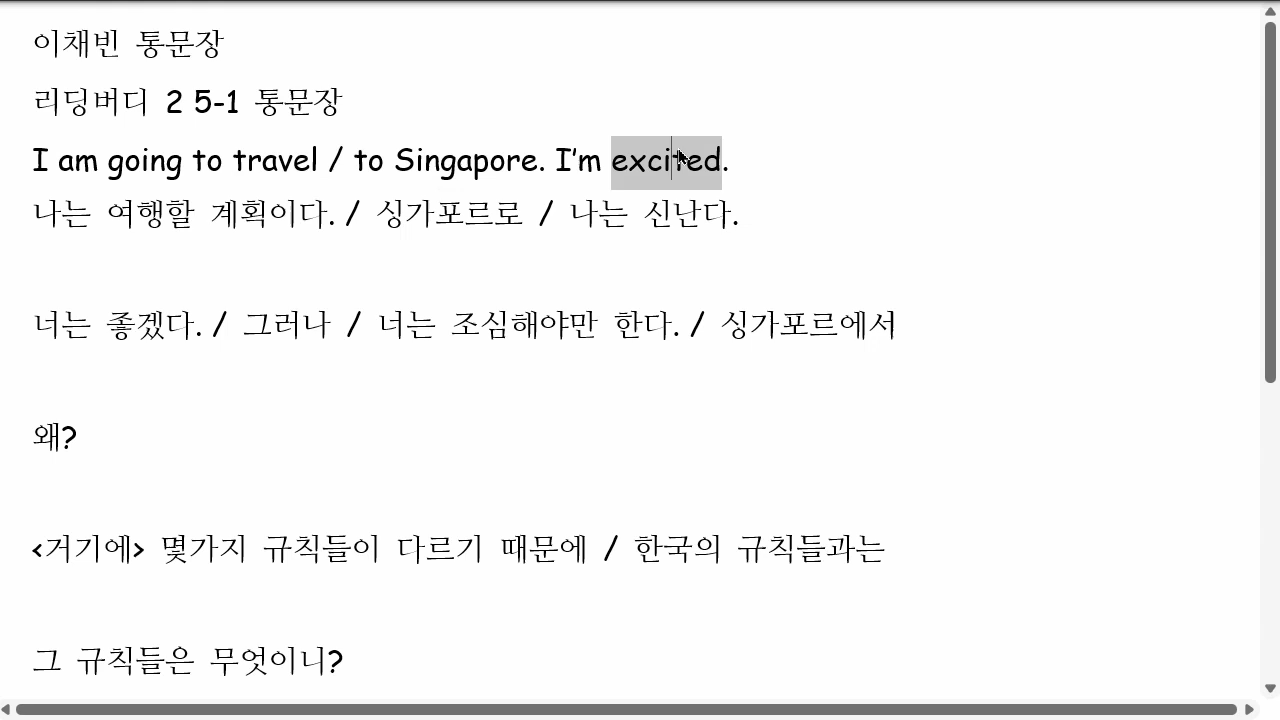 이채빈 통문장
리딩버디 2 5-1 통문장
I am going to travel / to Singapore. I’m excited.
나는 여행할 계획이다. / 싱가포르로 / 나는 신난다.
너는 좋겠다. / 그러나 / 너는 조심해야만 한다. / 싱가포르에서
왜?
<거기에> 몇가지 규칙들이 다르기 때문에 / 한국의 규칙들과는
그 규칙들은 무엇이니?